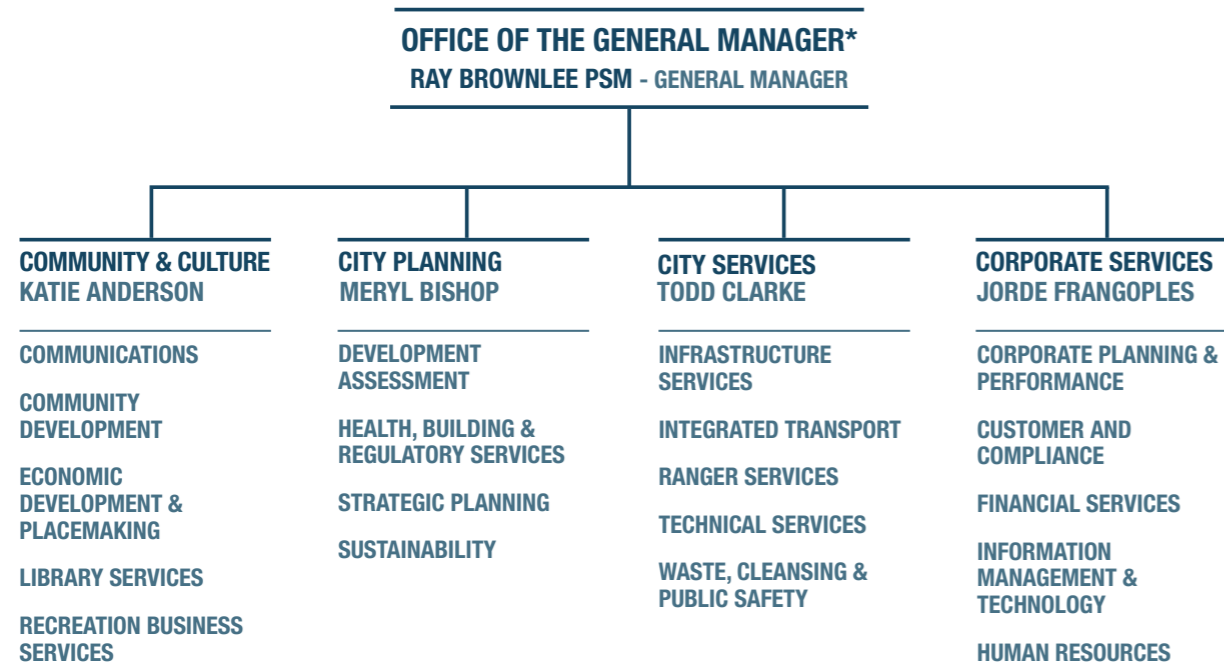 OFFICE OF THE GENERAL MANAGER*
RAY BROWNLEE PSM - GENERAL MANAGER
COMMUNITY & CULTURE
KATIE ANDERSON
COMMUNICATIONS
COMMUNITY
DEVELOPMENT
ECONOMIC
DEVELOPMENT &
PLACEMAKING
LIBRARY SERVICES
RECREATION BUSINESS
SERVICES
CITY PLANNING
MERYL BISHOP
DEVELOPMENT
ASSESSMENT
HEALTH, BUILDING &
REGULATORY SERVICES
STRATEGIC PLANNING
SUSTAINABILITY
CITY SERVICES
TODD CLARKE
INFRASTRUCTURE
SERVICES
INTEGRATED TRANSPORT
RANGER SERVICES
TECHNICAL SERVICES
WASTE, CLEANSING &
PUBLIC SAFETY
CORPORATE SERVICES
JORDE FRANGOPLES
CORPORATE PLANNING &
PERFORMANCE
CUSTOMER AND
COMPLIANCE
FINANCIAL SERVICES
INFORMATION
MANAGEMENT &
TECHNOLOGY
HUMAN RESOURCES